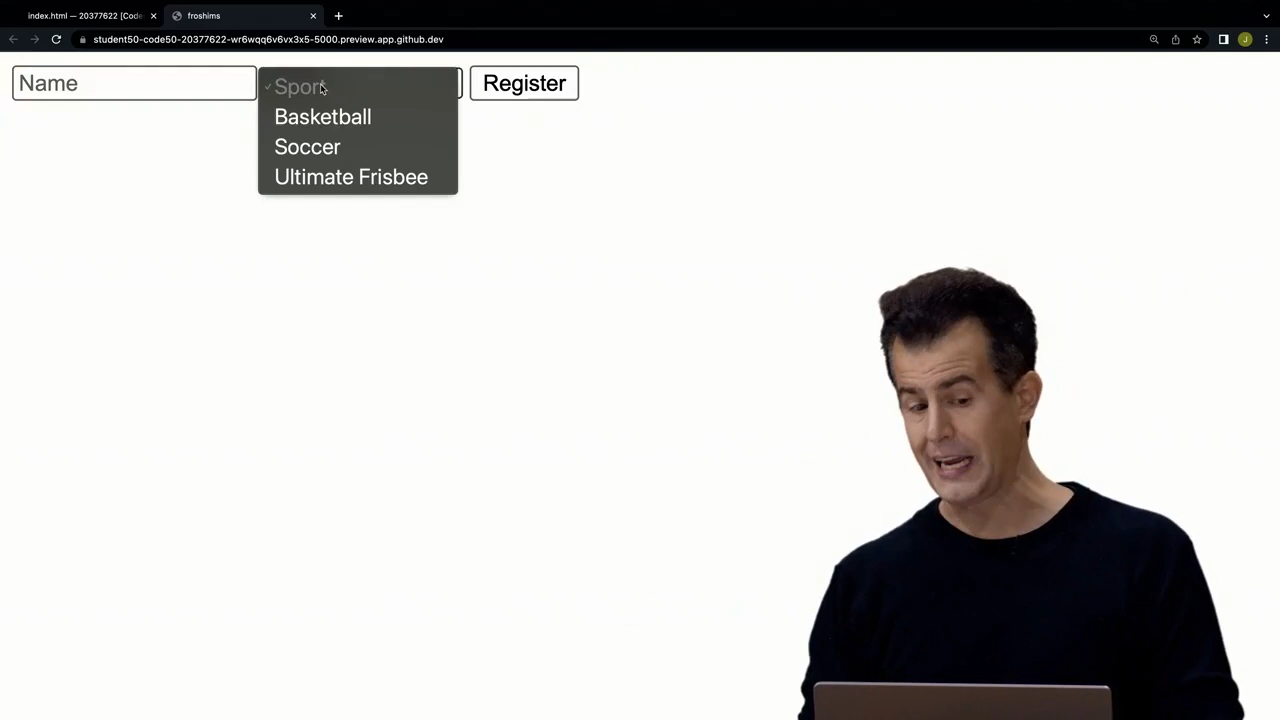 index.html — 20377622 [Code
froshims
student50-code50-20377622-wr6wqq6v6vx3x5-5000.preview.app.github.dev
J
Name
Sport
Register
Basketball
Soccer
Ultimate Frisbee